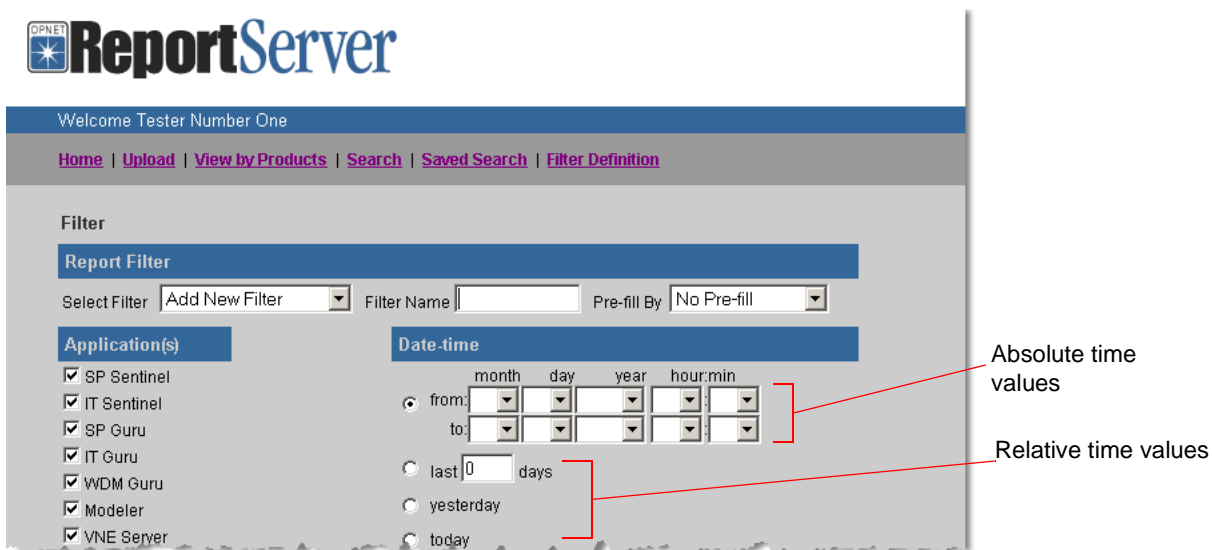 OPNET
ReportServer
Welcome Tester Number One
Home | Upload | View by Products | Search | Saved Search | Filter Definition
Filter
Report Filter
Select Filter Add New Filter Filter Name Pre-fill By No Pre-fill
Application(s)
SP Sentinel
IT Sentinel
SP Guru
IT Guru
WDM Guru
Modeler
VNE Server
Date-time
month day year hour:min
from: :
to: :
last 0 days
yesterday
today
Absolute time
values
Relative time values